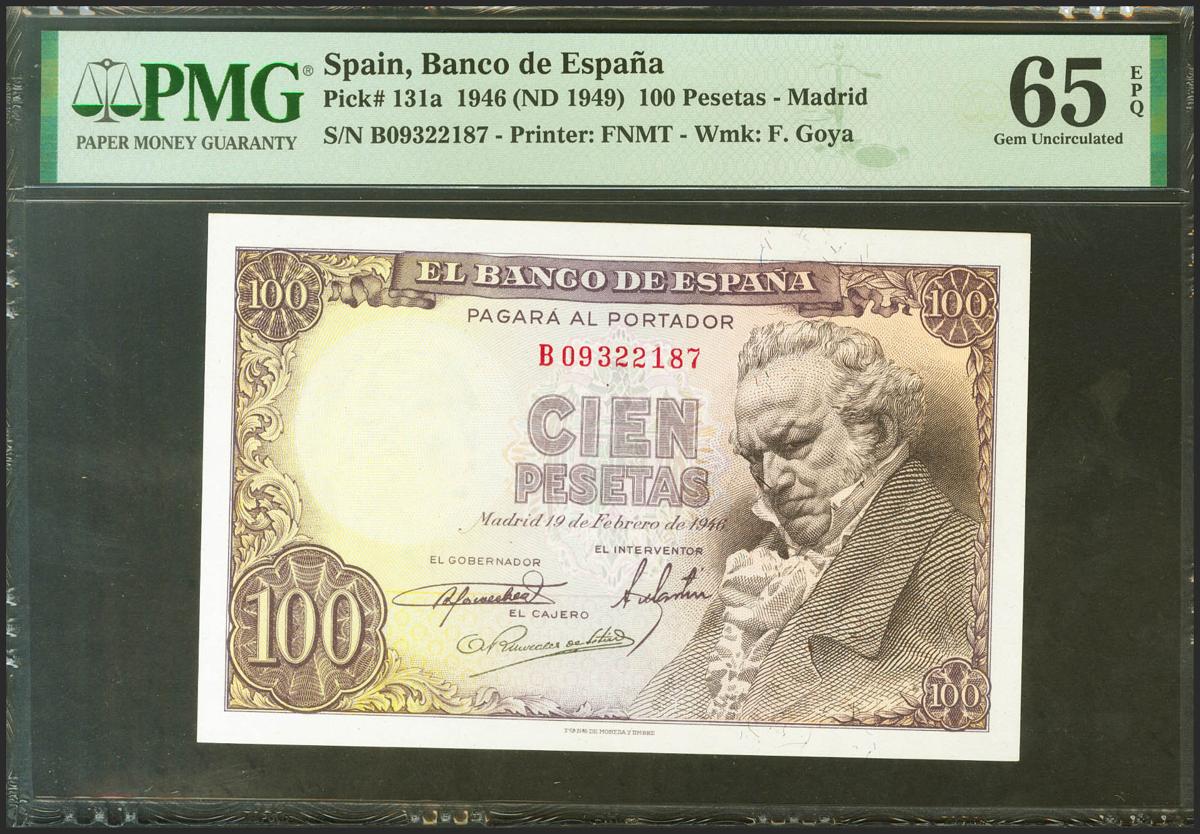 PMG®
PAPER MONEY GUARANTY
Spain, Banco de España
Pick# 131a 1946 (ND 1949) 100 Pesetas - Madrid
S/N B09322187 - Printer: FNMT - Wmk: F. Goya
65
EPQ
Gem Uncirculated
100
EL BANCO DE ESPAÑA
100
PAGARÁ AL PORTADOR
B09322187
CIEN
PESETAS
Madrid 19 de Febrero de 1946
EL GOBERNADOR
EL INTERVENTOR
EL CAJERO
100
100